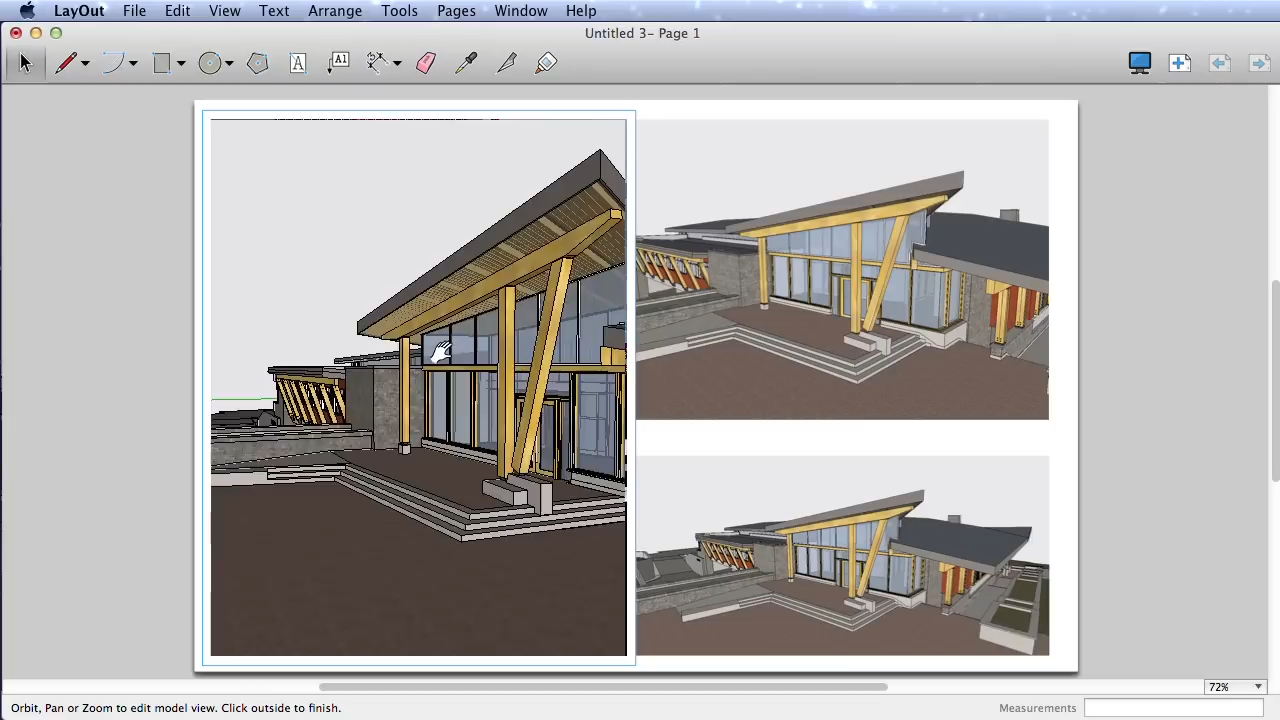 LayOut File Edit View Text Arrange Tools Pages Window Help
Untitled 3– Page 1
A
A1
72%
Orbit, Pan or Zoom to edit model view. Click outside to finish.
Measurements